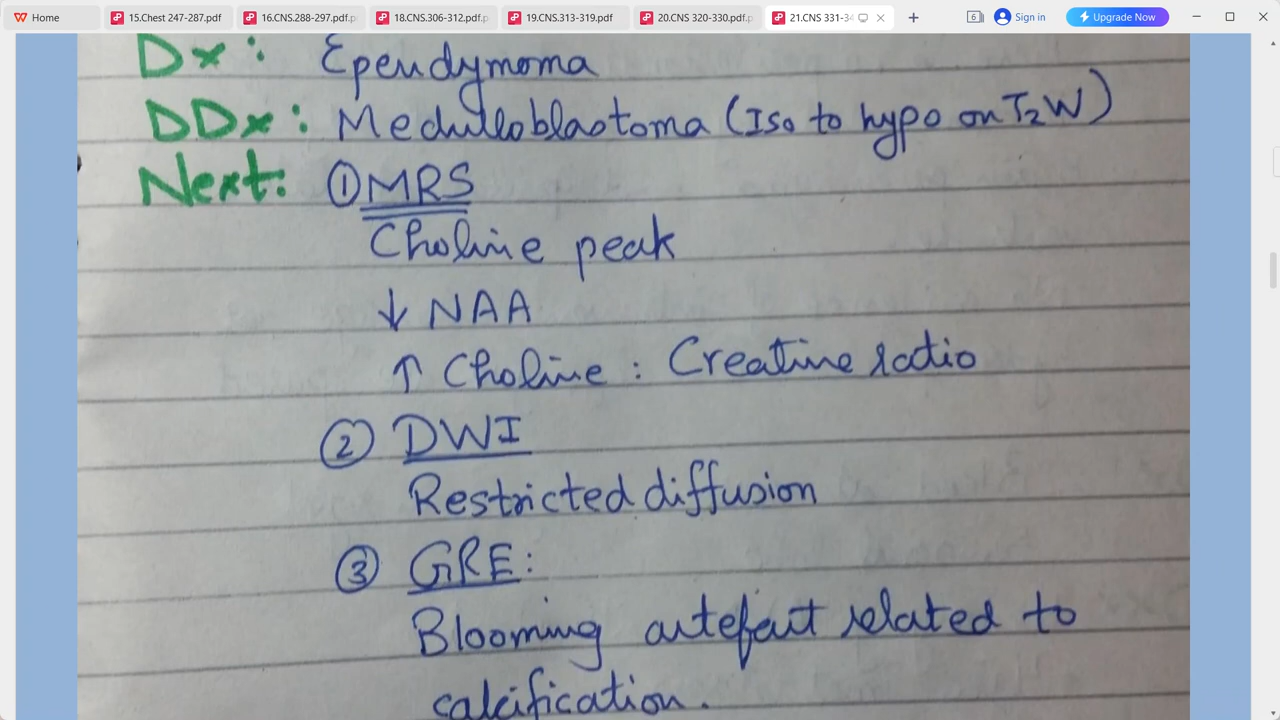 Home
15.Chest 247-287.pdf
16.CNS.288-297.pdf.p
18.CNS.306-312.pdf.p
19.CNS.313-319.pdf
20.CNS 320-330.pdf.p
21.CNS 331-34
6
Sign in
Upgrade Now
Dx: Ependymoma
DDx: Medulloblastoma (Iso to hypo on T2W)
Next: ① MRS
Choline peak
↓ NAA
↑ Choline : Creatine ratio
② DWI
Restricted diffusion
③ GRE:
Blooming artefact related to
calcification.